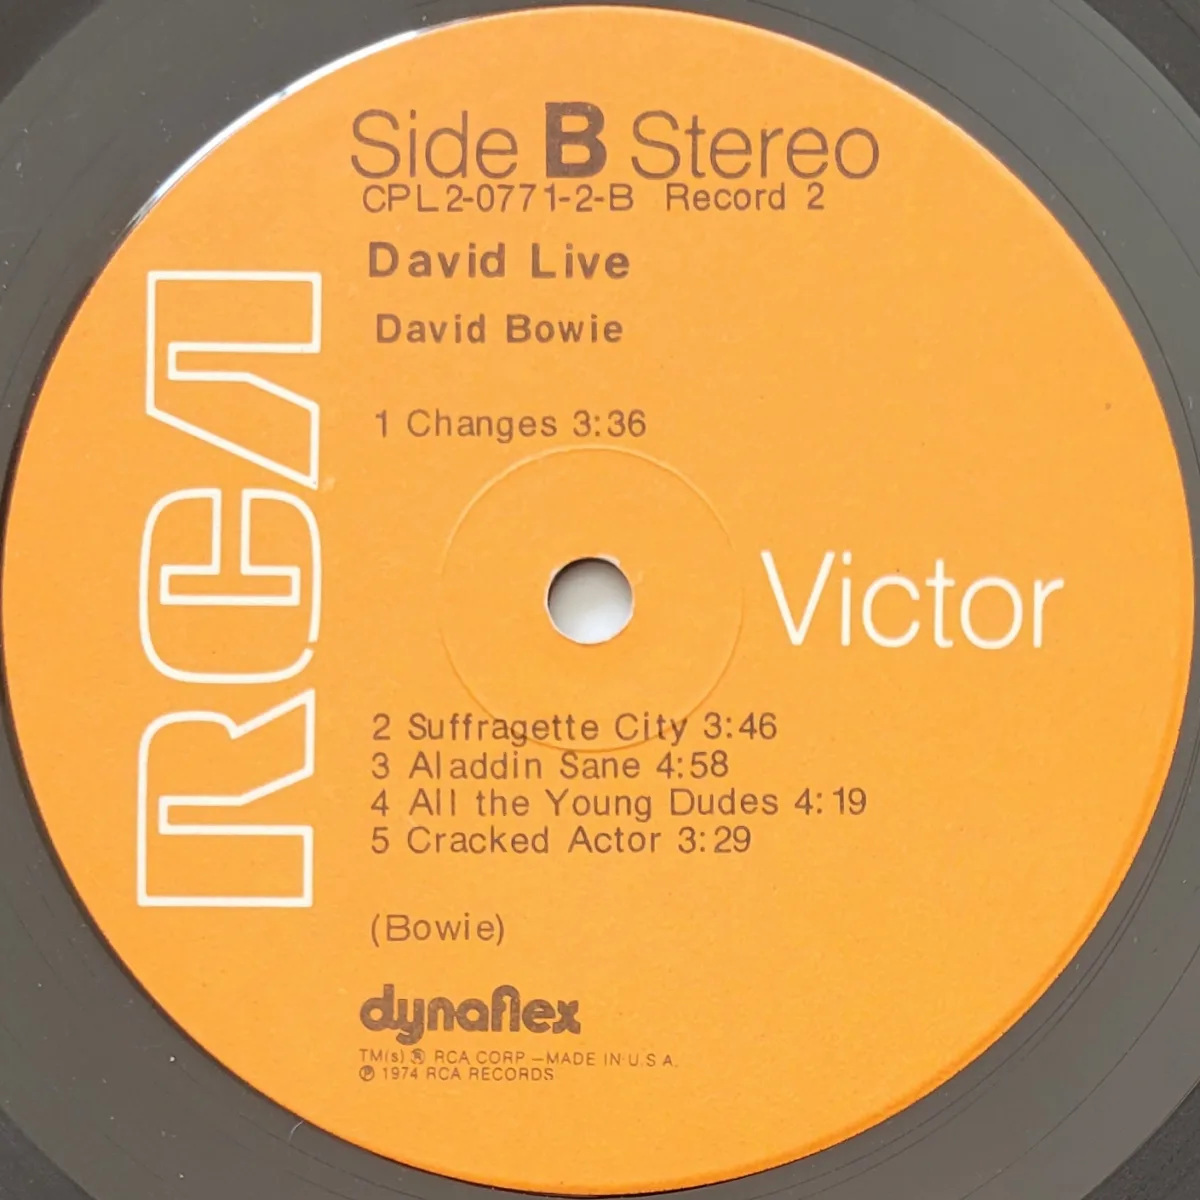 Side B Stereo
CPL2-0771-2-B Record 2
David Live
David Bowie
1 Changes 3:36
RCA
Victor
2 Suffragette City 3:46
3 Aladdin Sane 4:58
4 All the Young Dudes 4:19
5 Cracked Actor 3:29
(Bowie)
dynaflex
TM(s) ® RCA CORP.—MADE IN U.S.A.
℗ 1974 RCA RECORDS